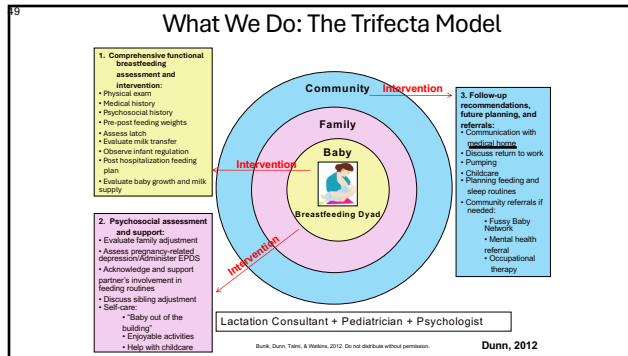 49
What We Do: The Trifecta Model
1. Comprehensive functional
breastfeeding
assessment and
intervention:
• Physical exam
• Medical history
• Psychosocial history
• Pre-post feeding weights
• Assess latch
• Evaluate milk transfer
• Observe infant regulation
• Post hospitalization feeding
plan
• Evaluate baby growth and milk
supply
2. Psychosocial assessment
and support:
• Evaluate family adjustment
• Assess pregnancy-related
depression/Administer EPDS
• Acknowledge and support
partner's involvement in
feeding routines
• Discuss sibling adjustment
• Self-care:
• "Baby out of the
building"
• Enjoyable activities
• Help with childcare
Community
Family
Baby
Breastfeeding Dyad
Intervention
Intervention
Intervention
3. Follow-up
recommendations,
future planning, and
referrals:
• Communication with
medical home
• Discuss return to work
• Pumping
• Childcare
• Planning feeding and
sleep routines
• Community referrals if
needed:
• Fussy Baby
Network
• Mental health
referral
• Occupational
therapy
Lactation Consultant + Pediatrician + Psychologist
Bunik, Dunn, Talmi, & Watkins, 2012. Do not distribute without permission.
Dunn, 2012